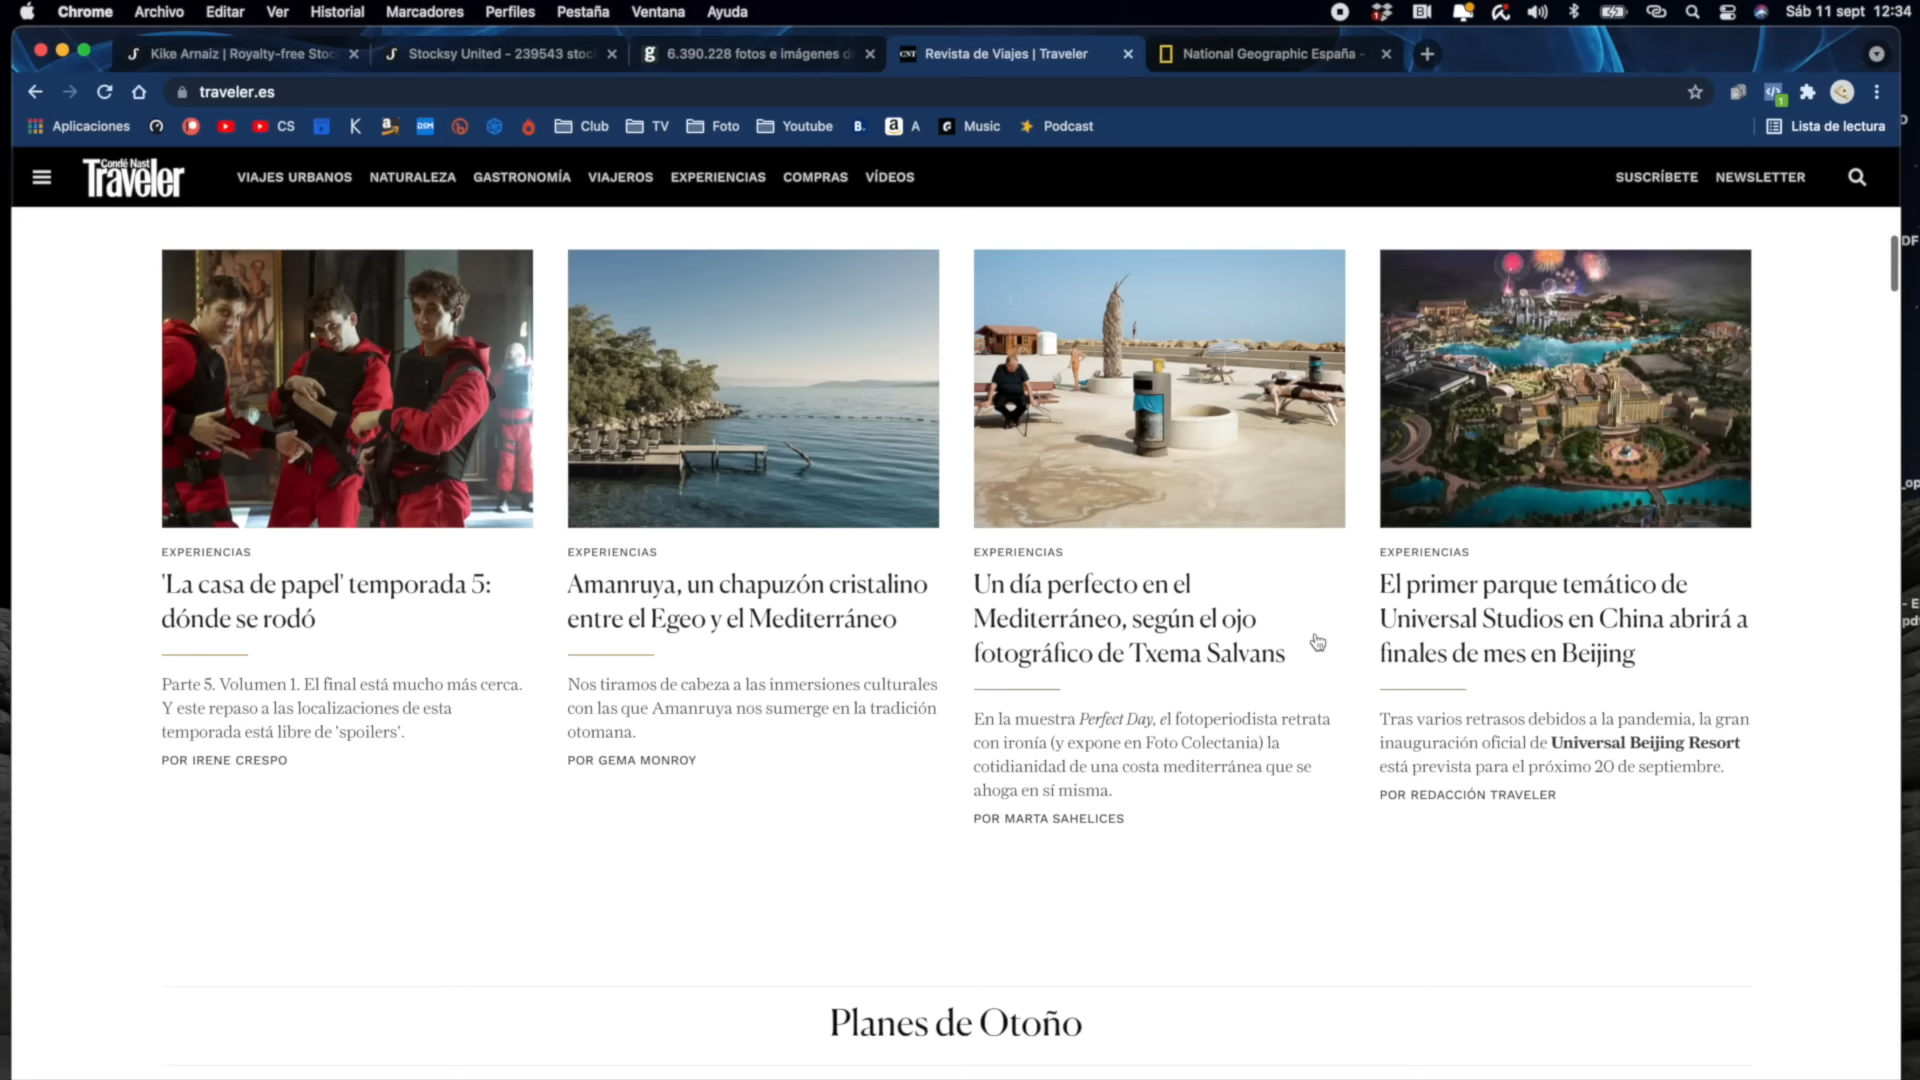 Chrome Archivo Editar Ver Historial Marcadores Perfiles Pestaña Ventana Ayuda Sáb 11 sept 12:34
Kike Arnaiz | Royalty-free Stoc
Stocksy United - 239543 stoc
6.390.228 fotos e imágenes d
Revista de Viajes | Traveler
National Geographic España -
traveler.es
Aplicaciones CS K DSM Club TV Foto Youtube B. a A Music Podcast Lista de lectura
Condé Nast
Traveler
VIAJES URBANOS NATURALEZA GASTRONOMÍA VIAJEROS EXPERIENCIAS COMPRAS VÍDEOS SUSCRÍBETE NEWSLETTER
EXPERIENCIAS
'La casa de papel' temporada 5:
dónde se rodó
Parte 5. Volumen 1. El final está mucho más cerca.
Y este repaso a las localizaciones de esta
temporada está libre de 'spoilers'.
POR IRENE CRESPO
EXPERIENCIAS
Amanruya, un chapuzón cristalino
entre el Egeo y el Mediterráneo
Nos tiramos de cabeza a las inmersiones culturales
con las que Amanruya nos sumerge en la tradición
otomana.
POR GEMA MONROY
EXPERIENCIAS
Un día perfecto en el
Mediterráneo, según el ojo
fotográfico de Txema Salvans
En la muestra Perfect Day, el fotoperiodista retrata
con ironía (y expone en Foto Colectania) la
cotidianidad de una costa mediterránea que se
ahoga en sí misma.
POR MARTA SAHELICES
EXPERIENCIAS
El primer parque temático de
Universal Studios en China abrirá a
finales de mes en Beijing
Tras varios retrasos debidos a la pandemia, la gran
inauguración oficial de Universal Beijing Resort
está prevista para el próximo 20 de septiembre.
POR REDACCIÓN TRAVELER
Planes de Otoño